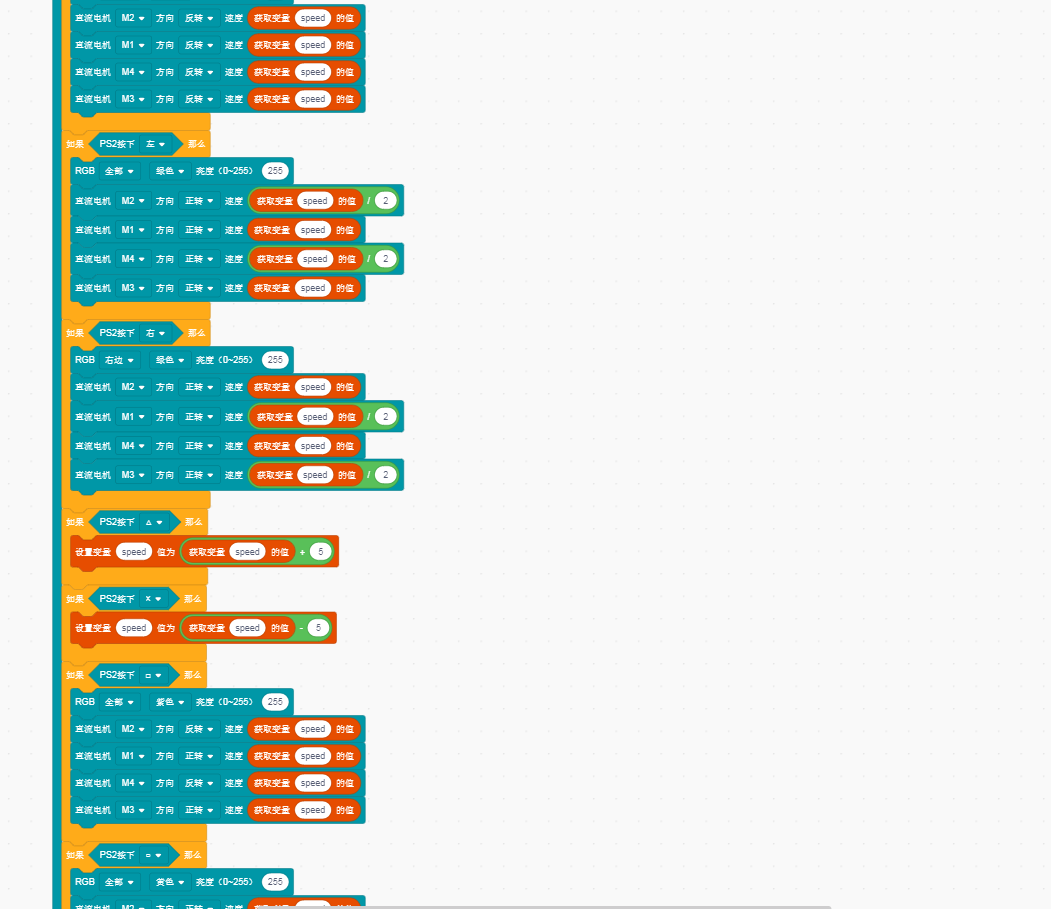 直流电机 M2 方向 反转 速度 获取变量 speed 的值
直流电机 M1 方向 反转 速度 获取变量 speed 的值
直流电机 M4 方向 反转 速度 获取变量 speed 的值
直流电机 M3 方向 反转 速度 获取变量 speed 的值
如果 PS2按下 左 那么
RGB 全部 绿色 亮度（0~255） 255
直流电机 M2 方向 正转 速度 获取变量 speed 的值 / 2
直流电机 M1 方向 正转 速度 获取变量 speed 的值
直流电机 M4 方向 正转 速度 获取变量 speed 的值 / 2
直流电机 M3 方向 正转 速度 获取变量 speed 的值
如果 PS2按下 右 那么
RGB 右边 绿色 亮度（0~255） 255
直流电机 M2 方向 正转 速度 获取变量 speed 的值
直流电机 M1 方向 正转 速度 获取变量 speed 的值 / 2
直流电机 M4 方向 正转 速度 获取变量 speed 的值
直流电机 M3 方向 正转 速度 获取变量 speed 的值 / 2
如果 PS2按下 △ 那么
设置变量 speed 值为 获取变量 speed 的值 + 5
如果 PS2按下 × 那么
设置变量 speed 值为 获取变量 speed 的值 - 5
如果 PS2按下 □ 那么
RGB 全部 紫色 亮度（0~255） 255
直流电机 M2 方向 反转 速度 获取变量 speed 的值
直流电机 M1 方向 正转 速度 获取变量 speed 的值
直流电机 M4 方向 反转 速度 获取变量 speed 的值
直流电机 M3 方向 正转 速度 获取变量 speed 的值
如果 PS2按下 那么
RGB 全部 黄色 亮度（0~255） 255
直流电机 M2 方向